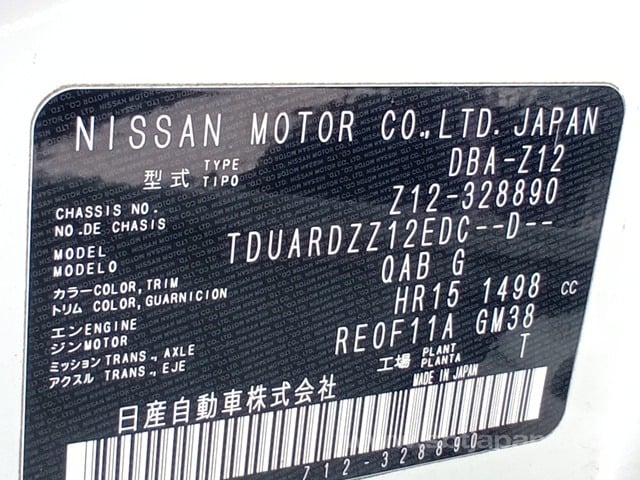 NISSAN MOTOR CO.,LTD. JAPAN
型式 TYPE TIPO DBA-Z12
CHASSIS NO. NO.DE CHASIS Z12-328890
MODEL MODELO TDUARDZZ12EDC--D--
カラー COLOR, TRIM トリム COLOR, GUARNICION QAB G
エンENGINE ジンMOTOR HR15 1498 CC
ミッション TRANS., AXLE アクスル TRANS., EJE RE0F11A GM38
工場 PLANT PLANTA T
日産自動車株式会社 MADE IN JAPAN
Z12-328890